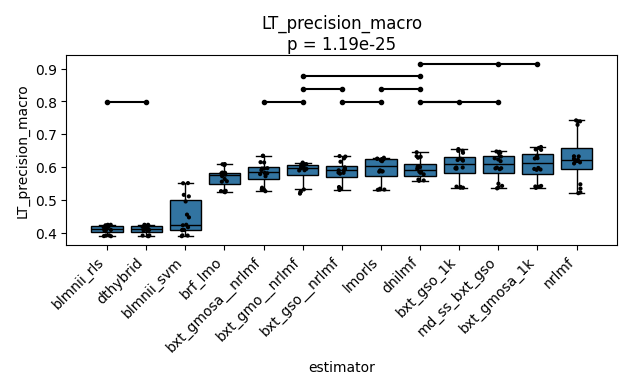 LT_precision_macro
p = 1.19e-25
LT_precision_macro
0.9
0.8
0.7
0.6
0.5
0.4
blmnii_rls
dthybrid
blmnii_svm
brf_lmo
bxt_gmosa__nrlmf
bxt_gmo__nrlmf
bxt_gso__nrlmf
lmorls
dnilmf
bxt_gso_1k
md_ss_bxt_gso
bxt_gmosa_1k
nrlmf
estimator